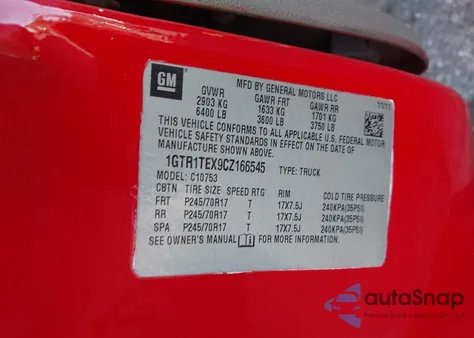 GM
MFD BY GENERAL MOTORS LLC
11/11
GVWR GAWR FRT GAWR RR
2903 KG 1633 KG 1701 KG
6400 LB 3600 LB 3750 LB
THIS VEHICLE CONFORMS TO ALL APPLICABLE U.S. FEDERAL MOTOR
VEHICLE SAFETY STANDARDS IN EFFECT ON THE DATE OF
MANUFACTURE SHOWN ABOVE.
1GTR1TEX9CZ166545 TYPE: TRUCK
MODEL: C10753
CBTN TIRE SIZE SPEED RTG RIM COLD TIRE PRESSURE
FRT P245/70R17 T 17X7.5J 240KPA(35PSI)
RR P245/70R17 T 17X7.5J 240KPA(35PSI)
SPA P245/70R17 T 17X7.5J 240KPA(35PSI)
SEE OWNER'S MANUAL FOR MORE INFORMATION.
autoSnap